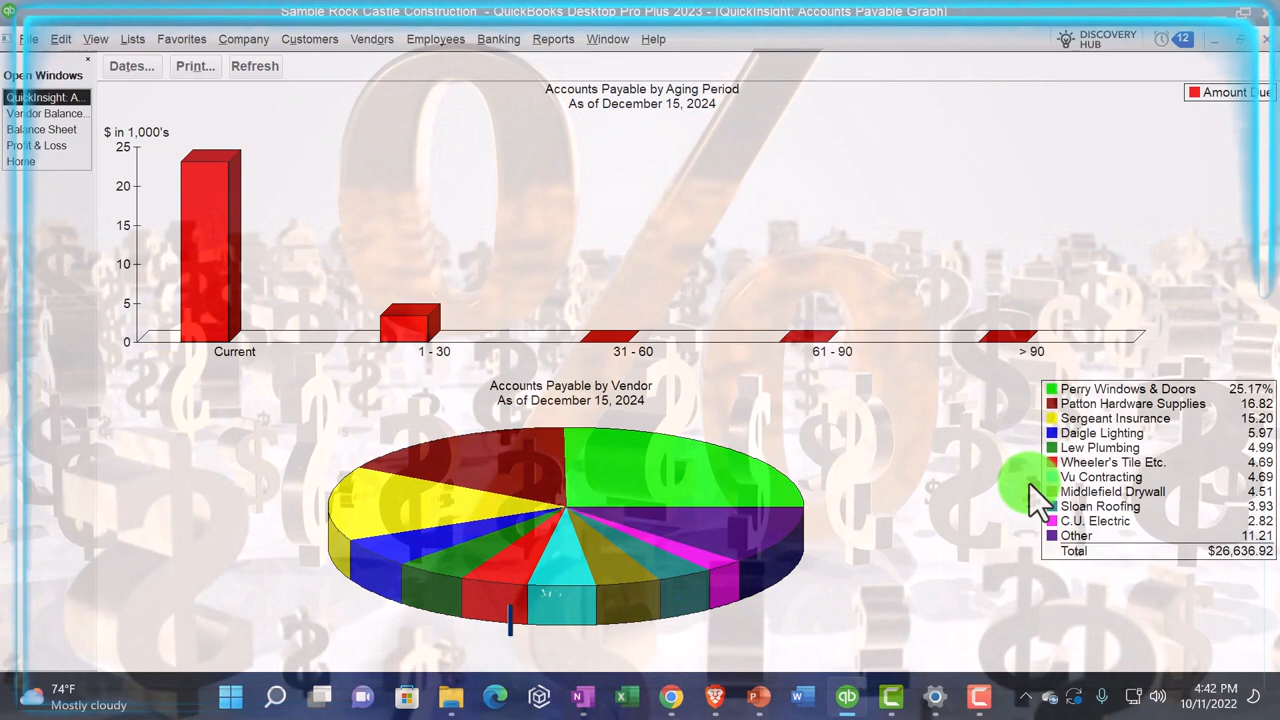 Sample Rock Castle Construction - QuickBooks Desktop Pro Plus 2023 - [QuickInsight: Accounts Payable Graph]
File Edit View Lists Favorites Company Customers Vendors Employees Banking Reports Window Help
DISCOVERY
HUB
12
Open Windows
QuickInsight: A...
Vendor Balance...
Balance Sheet
Profit & Loss
Home
Dates... Print... Refresh
Accounts Payable by Aging Period
As of December 15, 2024
Amount Due
$ in 1,000's
25
20
15
10
5
0
Current 1 - 30 31 - 60 61 - 90 > 90
Accounts Payable by Vendor
As of December 15, 2024
Perry Windows & Doors 25.17%
Patton Hardware Supplies 16.82
Sergeant Insurance 15.20
Daigle Lighting 5.97
Lew Plumbing 4.99
Wheeler's Tile Etc. 4.69
Vu Contracting 4.69
Middlefield Drywall 4.51
Sloan Roofing 3.93
C.U. Electric 2.82
Other 11.21
Total $26,636.92
74°F
Mostly cloudy
4:42 PM
10/11/2022